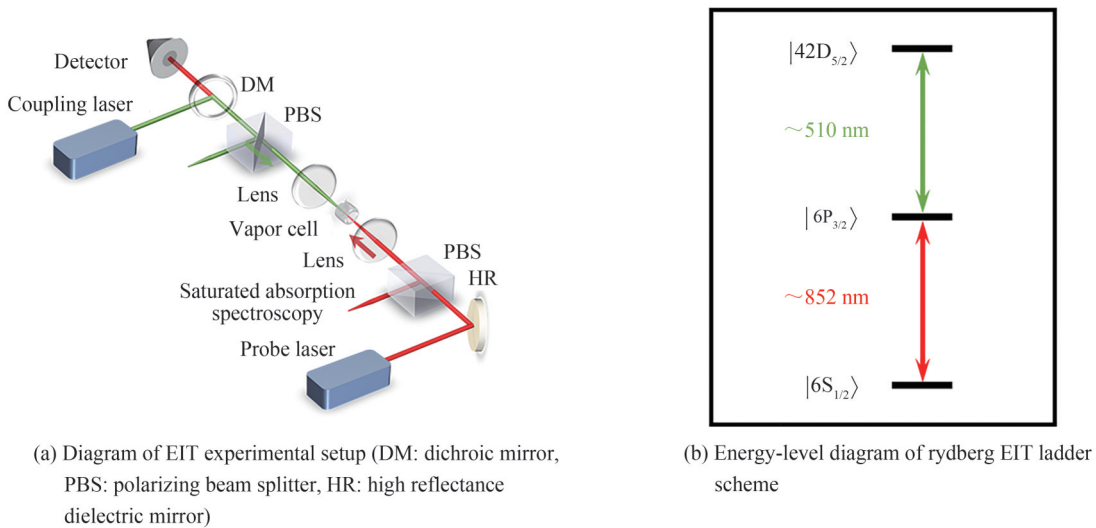 Detector
DM
Coupling laser
PBS
Lens
Vapor cell
Lens
PBS
HR
Saturated absorption
spectroscopy
Probe laser
(a) Diagram of EIT experimental setup (DM: dichroic mirror,
PBS: polarizing beam splitter, HR: high reflectance
dielectric mirror)
|42D₅/₂⟩
～510 nm
|6P₃/₂⟩
～852 nm
|6S₁/₂⟩
(b) Energy-level diagram of rydberg EIT ladder
scheme